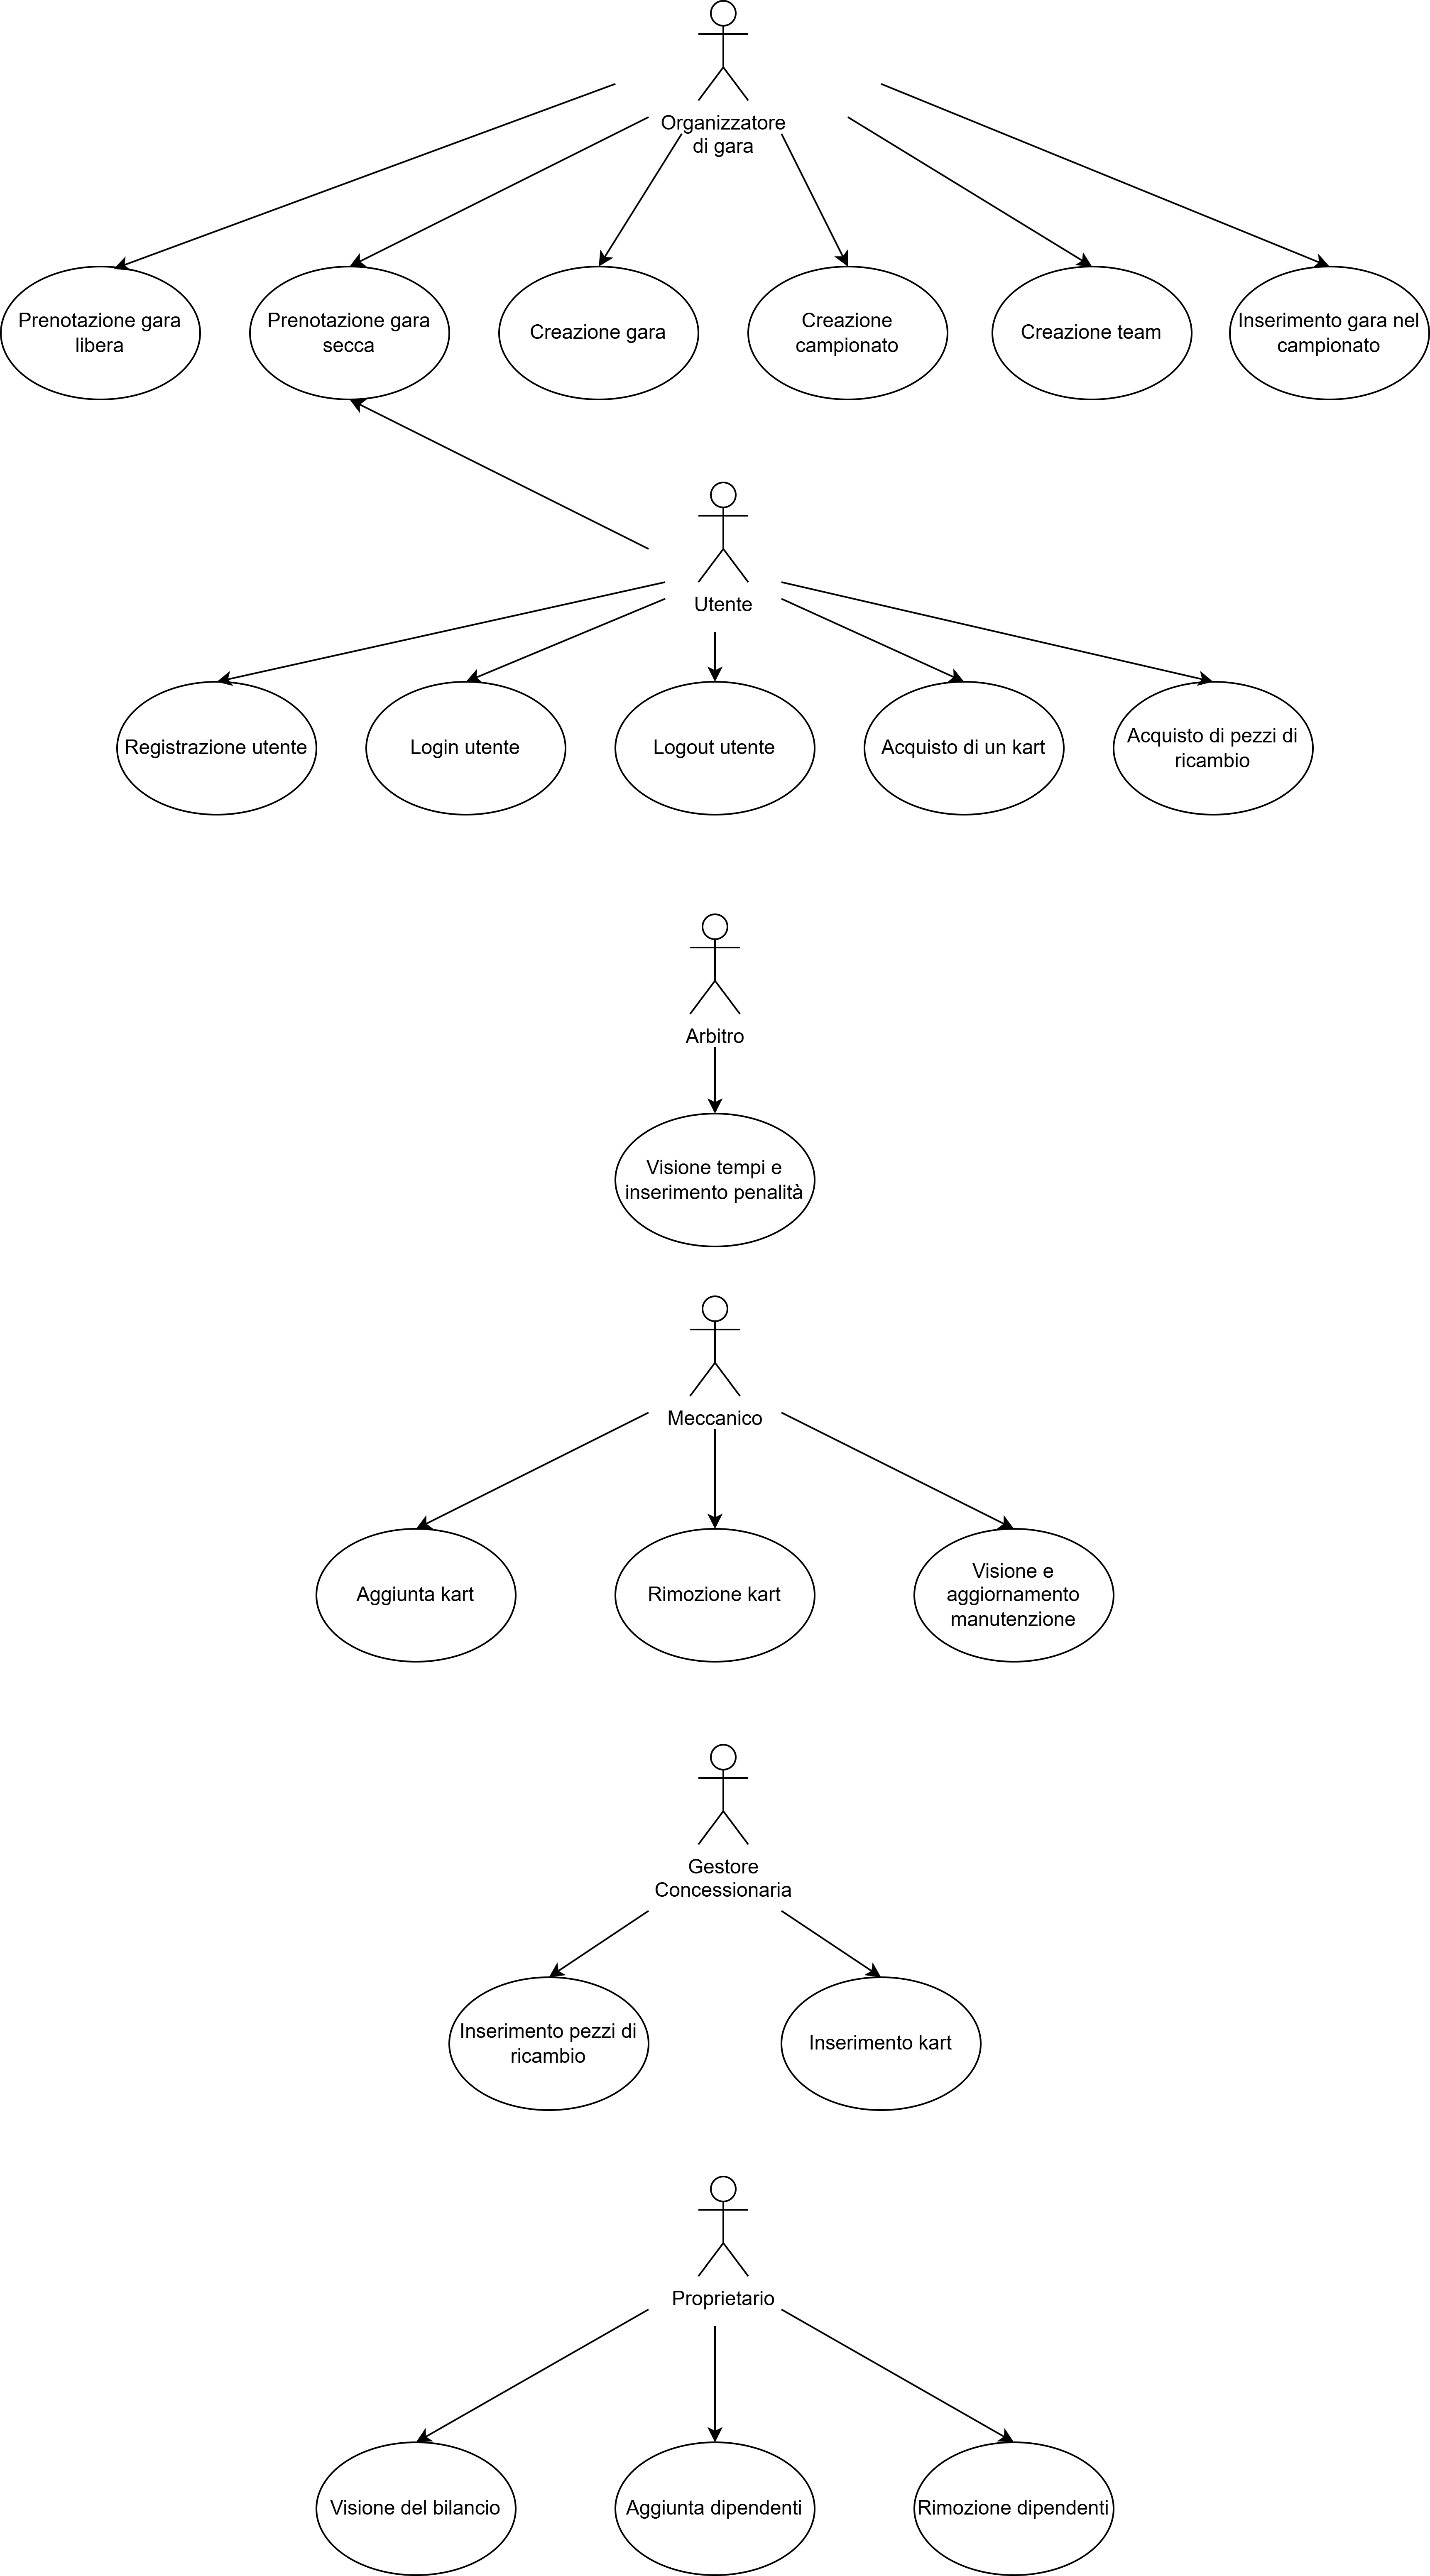 Organizzatore
di gara
Prenotazione gara
libera
Prenotazione gara
secca
Creazione gara
Creazione
campionato
Creazione team
Inserimento gara nel
campionato
Utente
Registrazione utente
Login utente
Logout utente
Acquisto di un kart
Acquisto di pezzi di
ricambio
Arbitro
Visione tempi e
inserimento penalità
Meccanico
Aggiunta kart
Rimozione kart
Visione e
aggiornamento
manutenzione
Gestore
Concessionaria
Inserimento pezzi di
ricambio
Inserimento kart
Proprietario
Visione del bilancio
Aggiunta dipendenti
Rimozione dipendenti